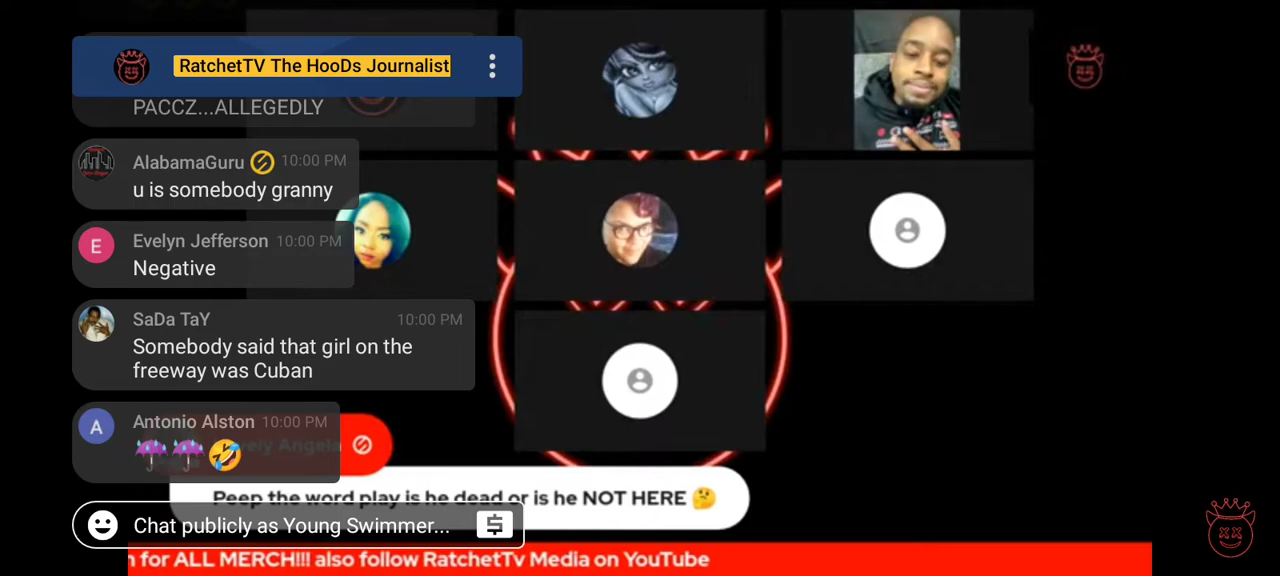 RatchetTV The HooDs Journalist
PACCZ...ALLEGEDLY
AlabamaGuru 10:00 PM
u is somebody granny
Evelyn Jefferson 10:00 PM
Negative
SaDa TaY 10:00 PM
Somebody said that girl on the
freeway was Cuban
Antonio Alston 10:00 PM
☔☔🤣
vely Angela
Peep the word play is he dead or is he NOT HERE 🤔
Chat publicly as Young Swimmer...
for ALL MERCH!!! also follow RatchetTv Media on YouTube